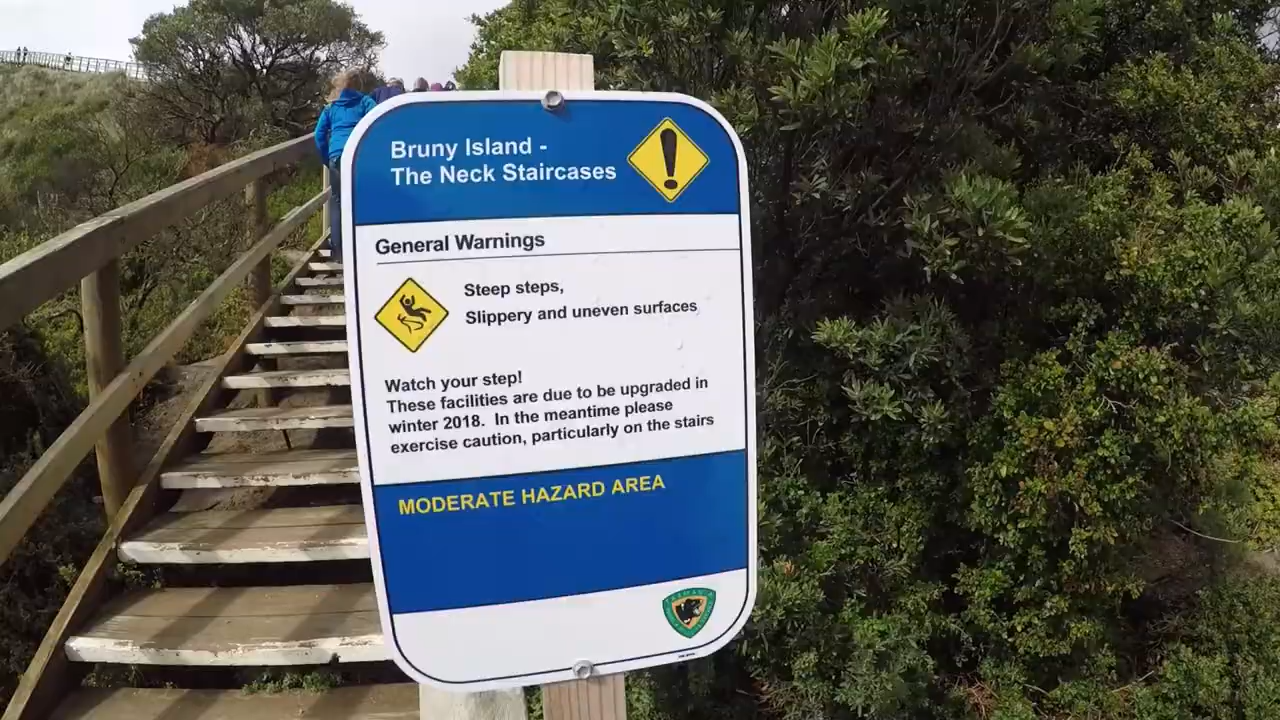 Bruny Island -
The Neck Staircases
General Warnings
Steep steps,
Slippery and uneven surfaces
Watch your step!
These facilities are due to be upgraded in
winter 2018. In the meantime please
exercise caution, particularly on the stairs
MODERATE HAZARD AREA